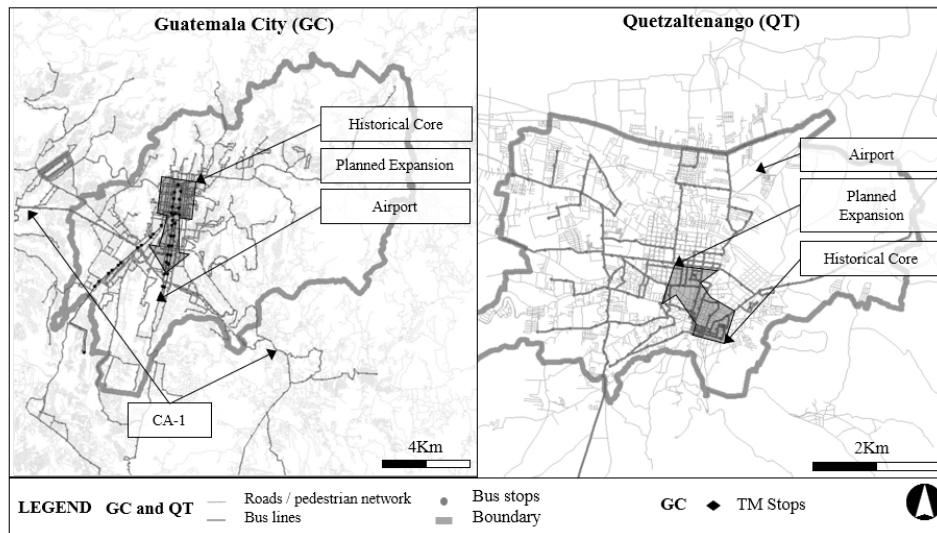 Guatemala City (GC)
Historical Core
Planned Expansion
Airport
CA-1
4Km
Quetzaltenango (QT)
Airport
Planned
Expansion
Historical Core
2Km
LEGEND GC and QT
Roads / pedestrian network
Bus lines
Bus stops
Boundary
GC
TM Stops